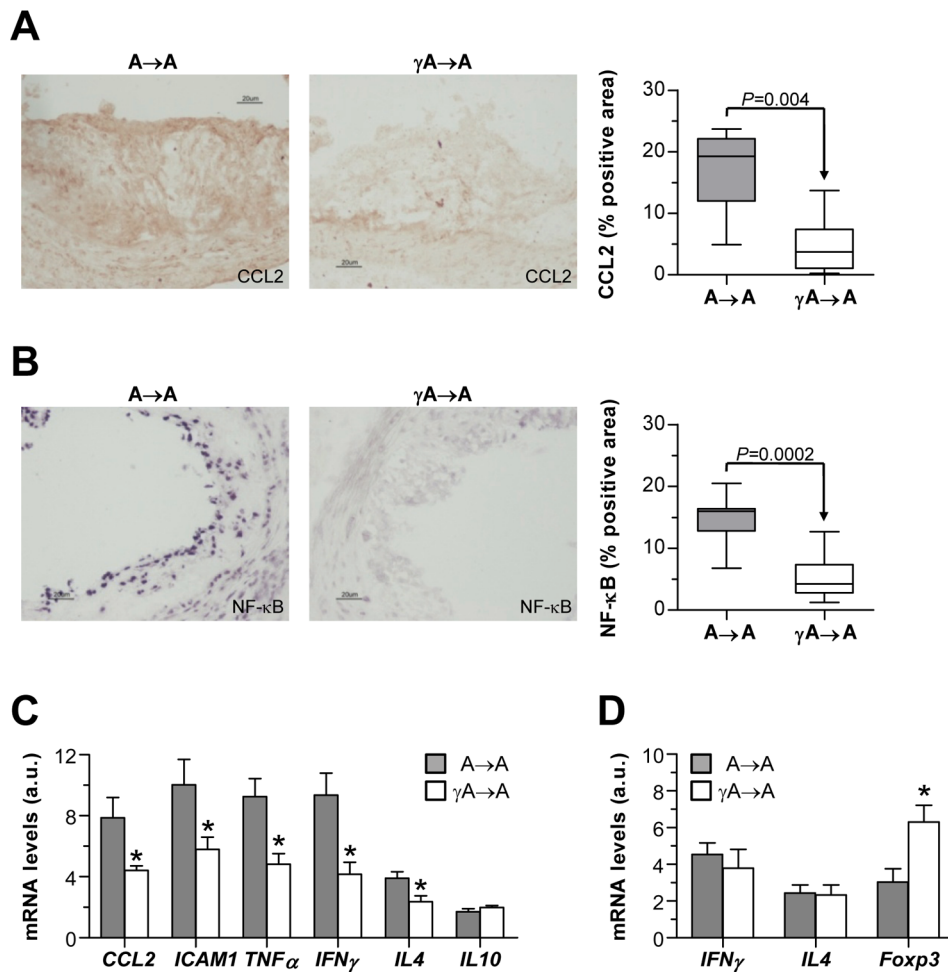 A
A→A
γA→A
20um
20um
CCL2
CCL2
CCL2 (% positive area)
30
20
10
0
P=0.004
A→A
γA→A
B
A→A
γA→A
20um
20um
NF-κB
NF-κB
NF-κB (% positive area)
30
20
10
0
P=0.0002
A→A
γA→A
C
mRNA levels (a.u.)
12
8
4
0
A→A
γA→A
* * * * *
CCL2 ICAM1 TNFα IFNγ IL4 IL10
D
mRNA levels (a.u.)
10
8
6
4
2
0
A→A
γA→A
*
IFNγ IL4 Foxp3